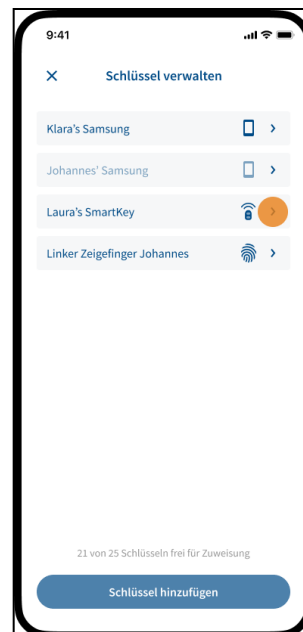 9:41
Schlüssel verwalten
Klara's Samsung
Johannes' Samsung
Laura's SmartKey
Linker Zeigefinger Johannes
21 von 25 Schlüsseln frei für Zuweisung
Schlüssel hinzufügen